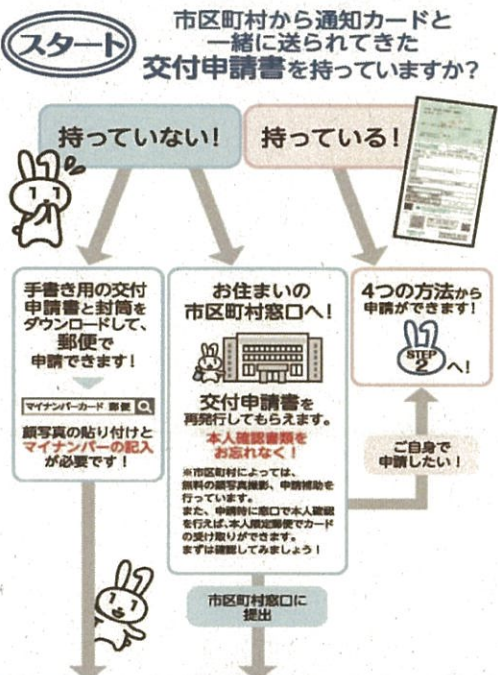 スタート
市区町村から通知カードと
一緒に送られてきた
交付申請書を持っていますか?
持っていない!
持っている!
手書き用の交付
申請書と封筒を
ダウンロードして、
郵便で
申請できます!
マイナンバーカード 郵便
顔写真の貼り付けと
マイナンバーの記入
が必要です!
お住まいの
市区町村窓口へ!
交付申請書を
再発行してもらえます。
本人確認書類を
お忘れなく!
※市区町村によっては、
無料の顔写真撮影、申請補助を
行っています。
また、申請時に窓口で本人確認
を行えば、本人限定郵便でカード
の受け取りができます。
まずは確認してみましょう!
4つの方法から
申請ができます!
STEP
2
へ!
ご自身で
申請したい!
市区町村窓口に
提出